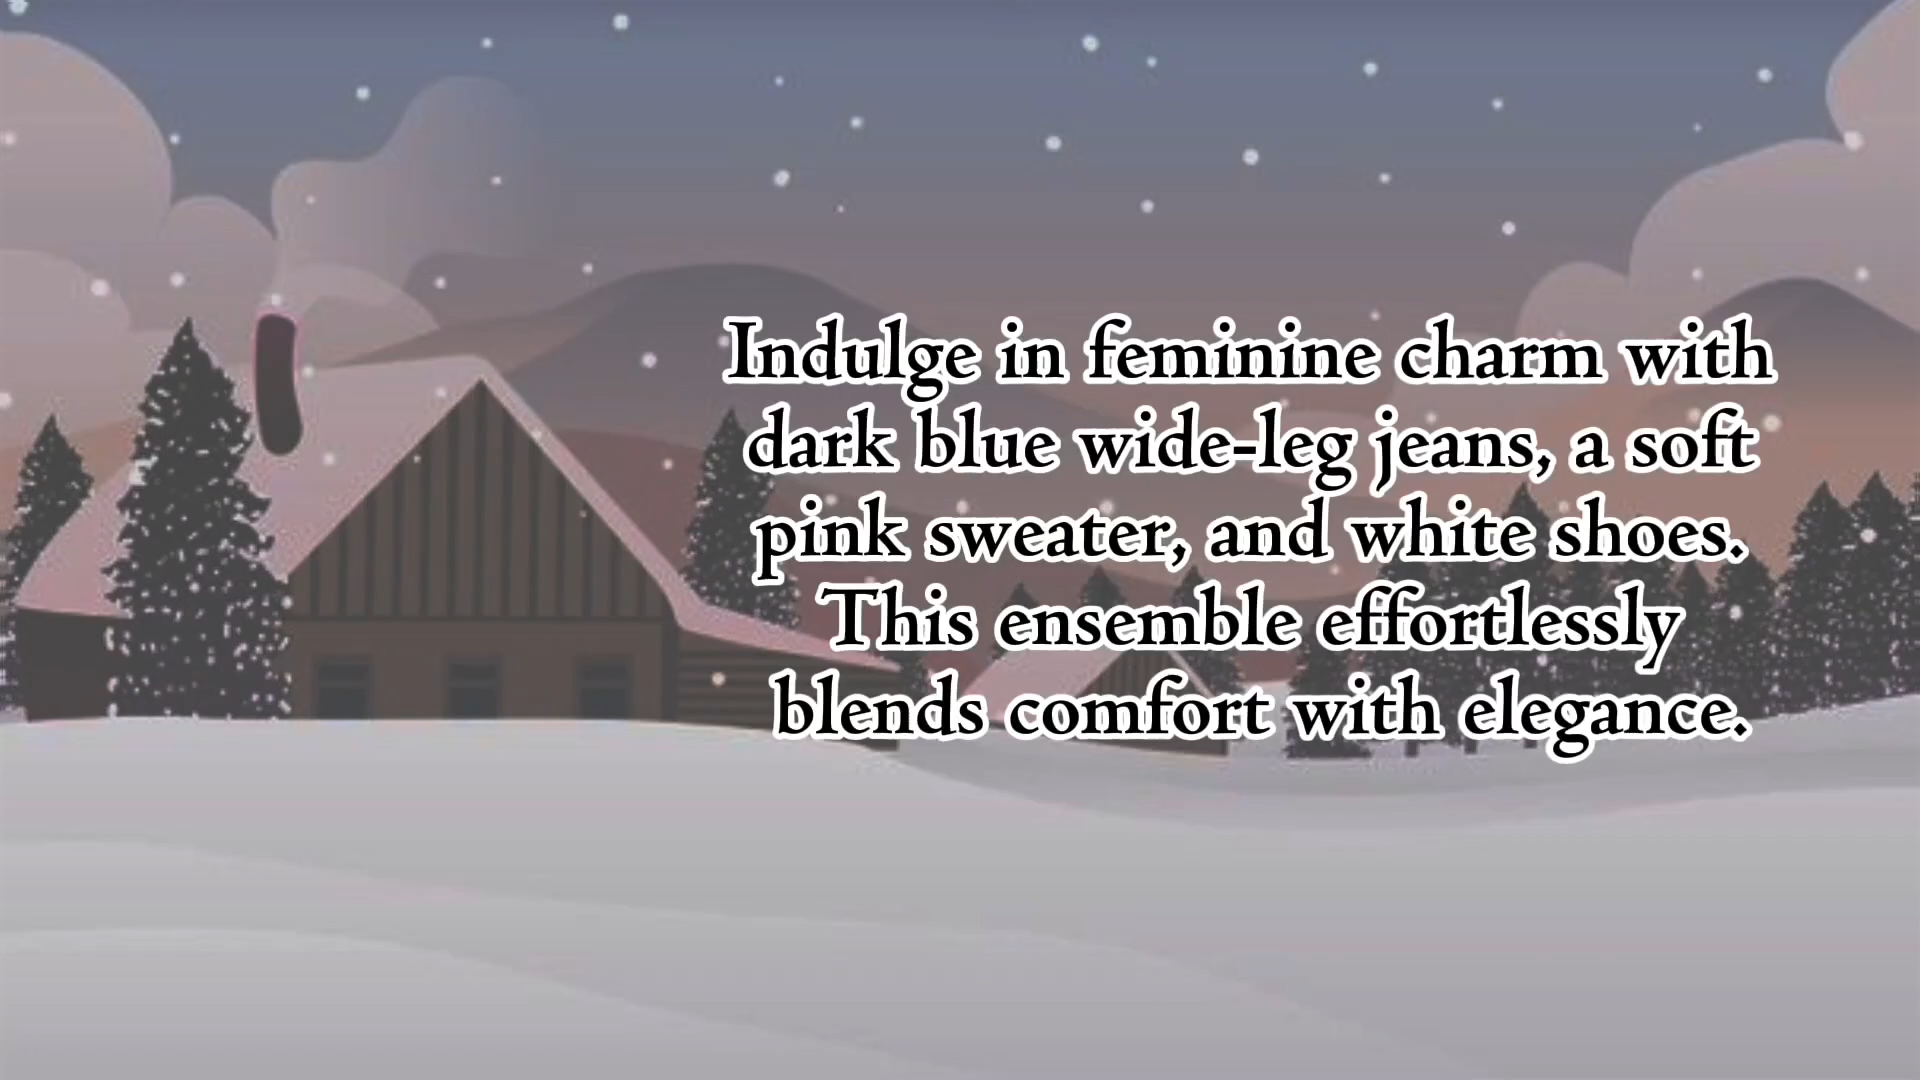 Indulge in feminine charm with
dark blue wide-leg jeans, a soft
pink sweater, and white shoes.
This ensemble effortlessly
blends comfort with elegance.